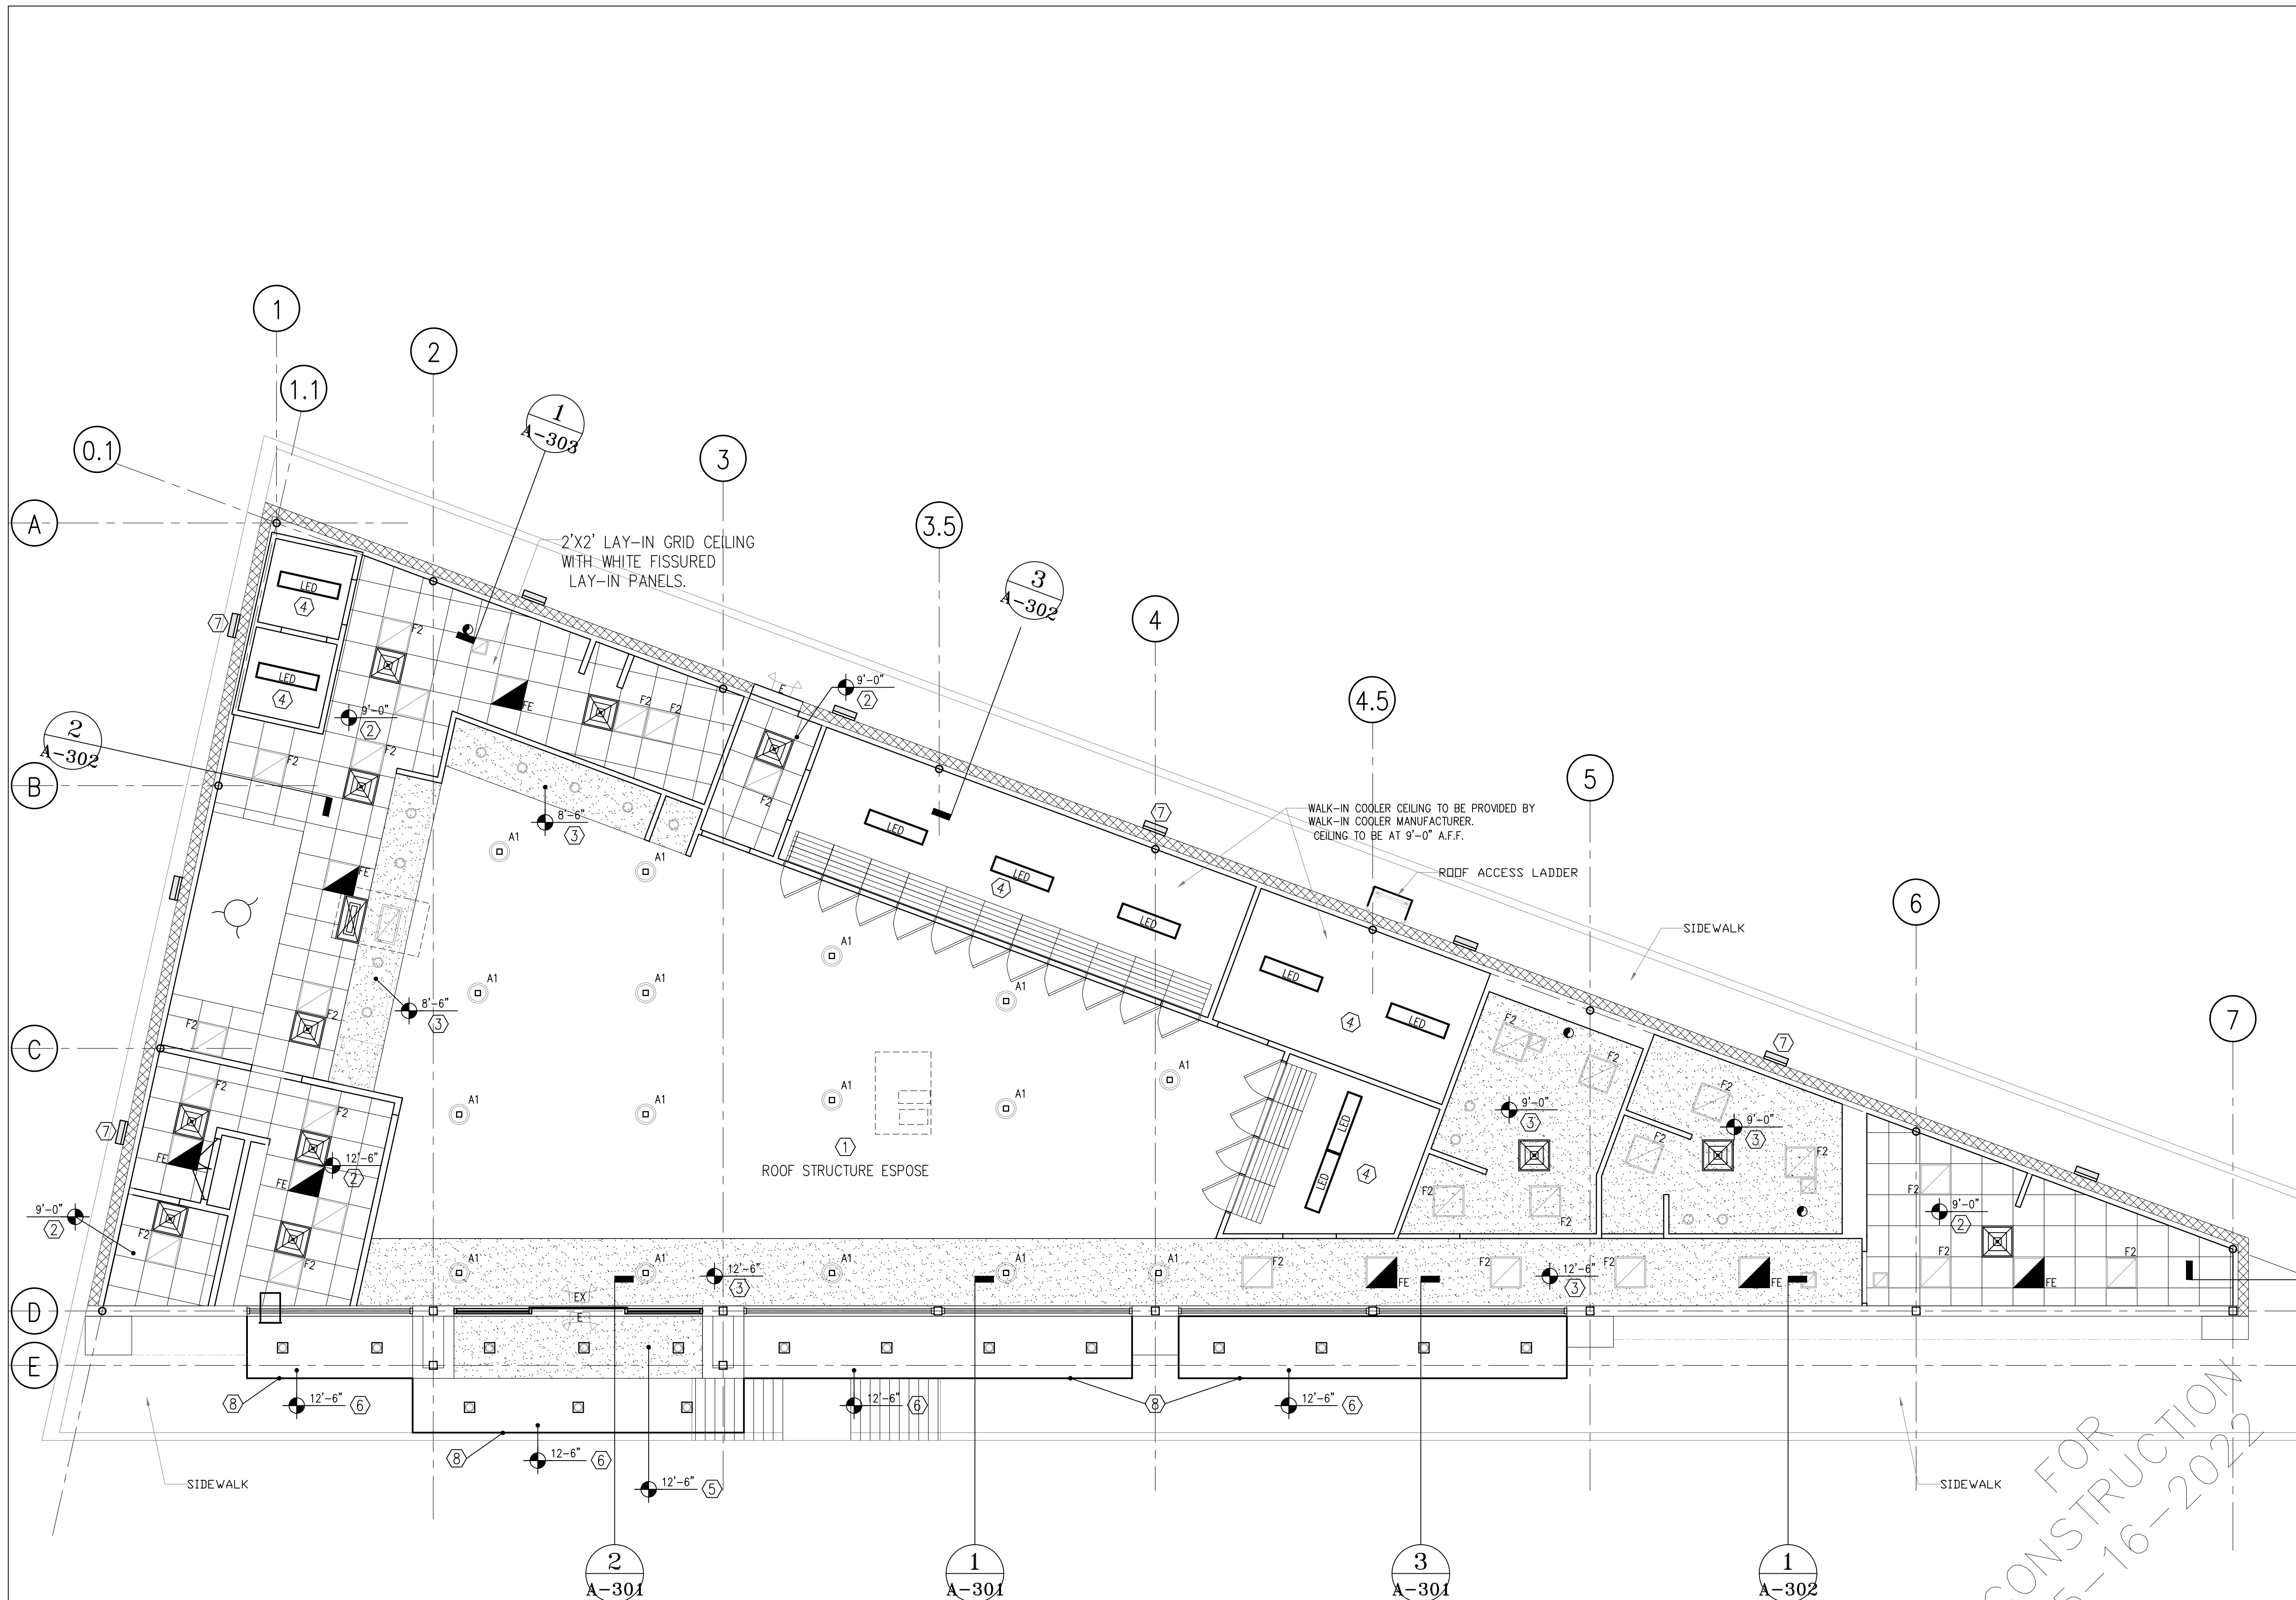 1
2
1.1
1
A-303
0.1
3
3.5
A
2'X2' LAY-IN GRID CEILING
WITH WHITE FISSURED
LAY-IN PANELS.
3
A-302
4
4.5
5
6
7
LED
4
7
LED
4
F2
FE
F2
F2
E
9'-0"
2
9'-0"
2
2
A-302
F2
F2
B
F2
8'-6"
3
A1
A1
LED
LED
4
LED
7
WALK-IN COOLER CEILING TO BE PROVIDED BY
WALK-IN COOLER MANUFACTURER.
CEILING TO BE AT 9'-0" A.F.F.
ROOF ACCESS LADDER
SIDEWALK
FE
A1
A1
A1
A1
8'-6"
3
F2
F2
LED
LED
4
F2
F2
7
C
F2
F2
A1
A1
A1
A1
A1
F2
9'-0"
3
9'-0"
3
F2
F2
7
FE
12'-6"
2
FE
1
ROOF STRUCTURE ESPOSE
LED
LED
4
F2
F2
F2
9'-0"
2
9'-0"
2
F2
F2
A1
A1
A1
A1
A1
12'-6"
3
F2
FE
F2
12'-6"
3
F2
FE
F2
FE
F2
EX
E
D
E
8
12'-6"
6
12'-6"
6
8
12'-6"
6
8
12-6"
6
12'-6"
5
SIDEWALK
SIDEWALK
FOR
CONSTRUCTION
5-16-2022
2
A-301
1
A-301
3
A-301
1
A-302